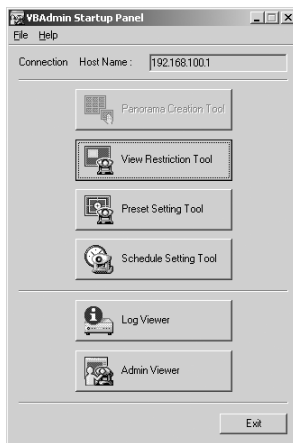 VBAdmin Startup Panel
File Help
Connection Host Name : 192.168.100.1
Panorama Creation Tool
View Restriction Tool
Preset Setting Tool
Schedule Setting Tool
Log Viewer
Admin Viewer
Exit